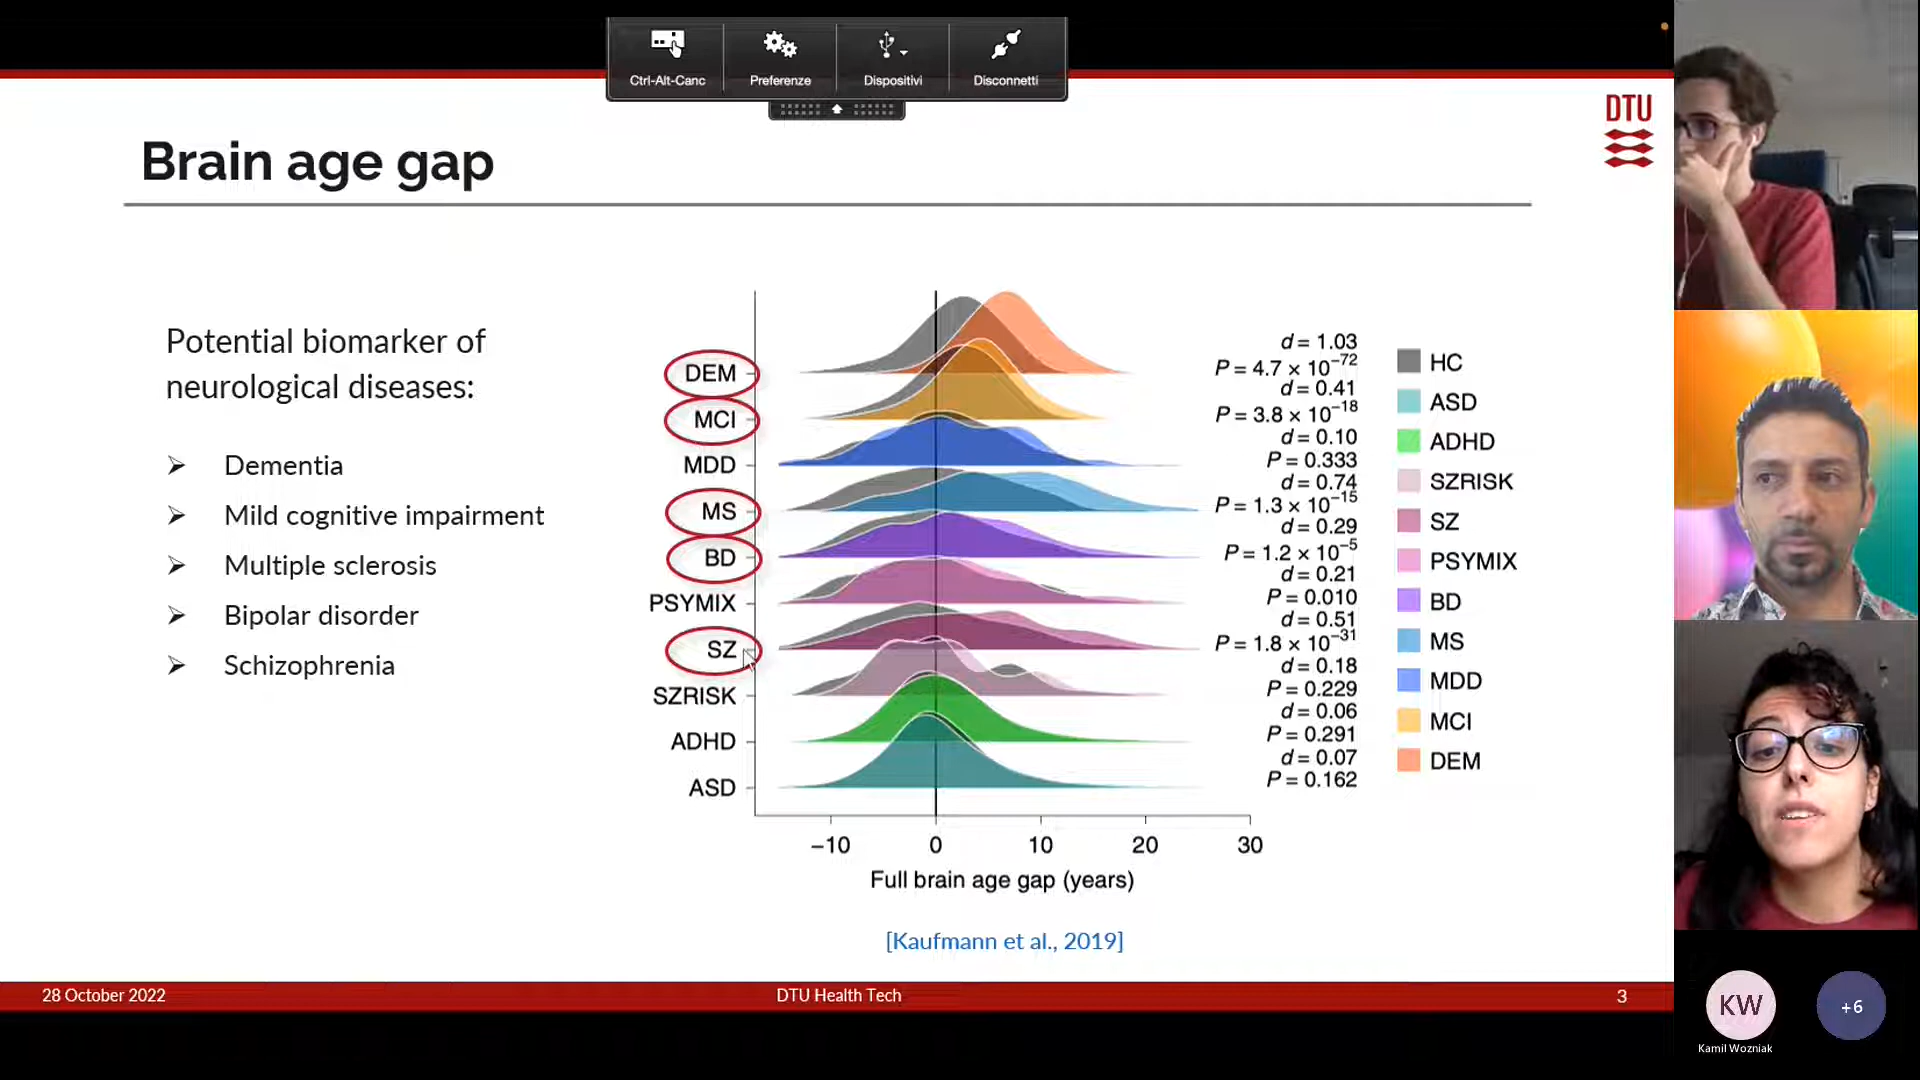 Ctrl-Alt-Canc
Preferenze
Dispositivi
Disconnetti
DTU
Brain age gap
Potential biomarker of
neurological diseases:
➢ Dementia
➢ Mild cognitive impairment
➢ Multiple sclerosis
➢ Bipolar disorder
➢ Schizophrenia
DEM
MCI
MDD
MS
BD
PSYMIX
SZ
SZRISK
ADHD
ASD
d = 1.03
P = 4.7 × 10⁻⁷²
d = 0.41
P = 3.8 × 10⁻¹⁸
d = 0.10
P = 0.333
d = 0.74
P = 1.3 × 10⁻¹⁵
d = 0.29
P = 1.2 × 10⁻⁵
d = 0.21
P = 0.010
d = 0.51
P = 1.8 × 10⁻³¹
d = 0.18
P = 0.229
d = 0.06
P = 0.291
d = 0.07
P = 0.162
HC
ASD
ADHD
SZRISK
SZ
PSYMIX
BD
MS
MDD
MCI
DEM
−10 0 10 20 30
Full brain age gap (years)
[Kaufmann et al., 2019]
28 October 2022 DTU Health Tech 3
KW
+6
Kamil Wozniak